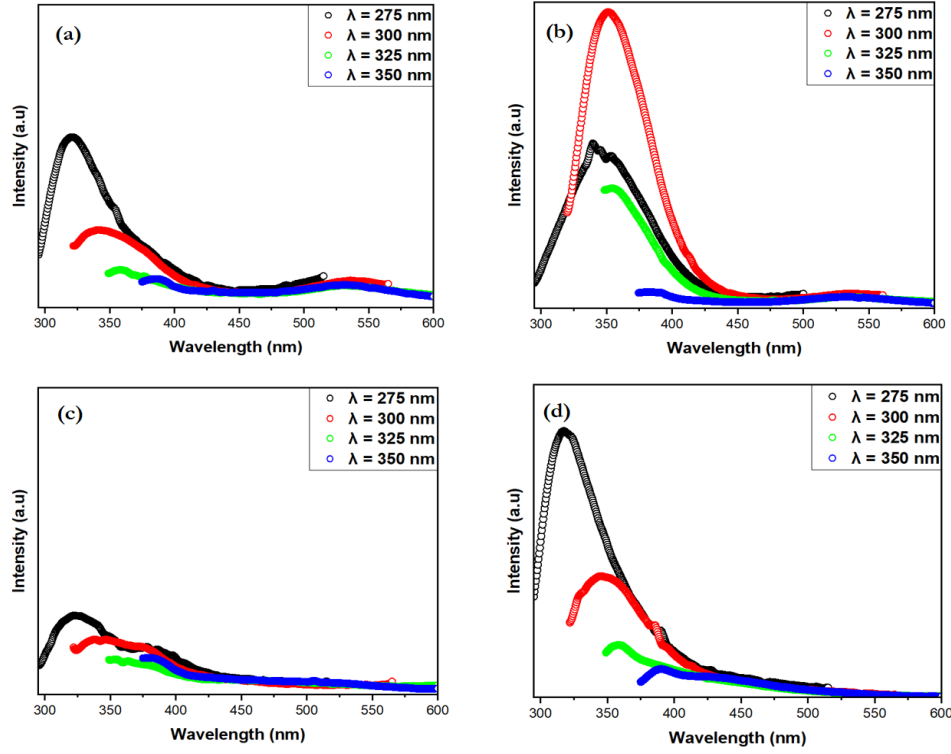 (a)
λ = 275 nm
λ = 300 nm
λ = 325 nm
λ = 350 nm
Intensity (a.u)
300 350 400 450 500 550 600
Wavelength (nm)
(b)
λ = 275 nm
λ = 300 nm
λ = 325 nm
λ = 350 nm
Intensity (a.u)
300 350 400 450 500 550 600
Wavelength (nm)
(c)
λ = 275 nm
λ = 300 nm
λ = 325 nm
λ = 350 nm
Intensity (a.u)
300 350 400 450 500 550 600
Wavelength (nm)
(d)
λ = 275 nm
λ = 300 nm
λ = 325 nm
λ = 350 nm
Intensity (a.u)
300 350 400 450 500 550 600
Wavelength (nm)